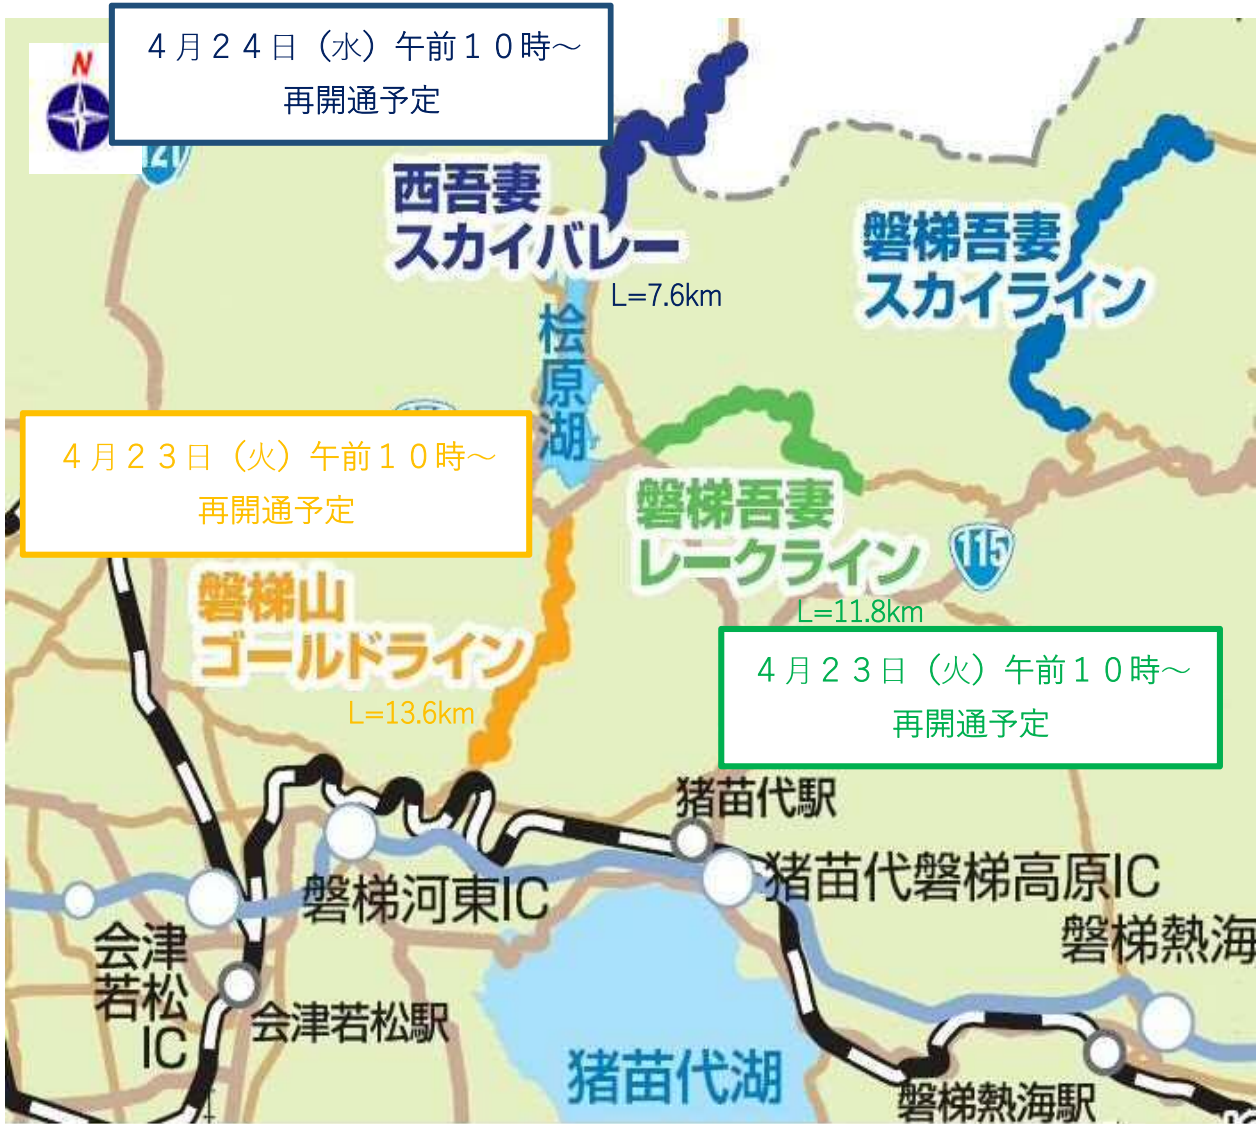 ４月２４日（水）午前１０時～
再開通予定
N
121
西吾妻
スカイバレー
L=7.6km
磐梯吾妻
スカイライン
桧原湖
４月２３日（火）午前１０時～
再開通予定
磐梯吾妻
レークライン
L=11.8km
115
磐梯山
ゴールドライン
L=13.6km
４月２３日（火）午前１０時～
再開通予定
猪苗代駅
猪苗代磐梯高原IC
磐梯河東IC
磐梯熱海
会津
若松
IC
会津若松駅
猪苗代湖
磐梯熱海駅